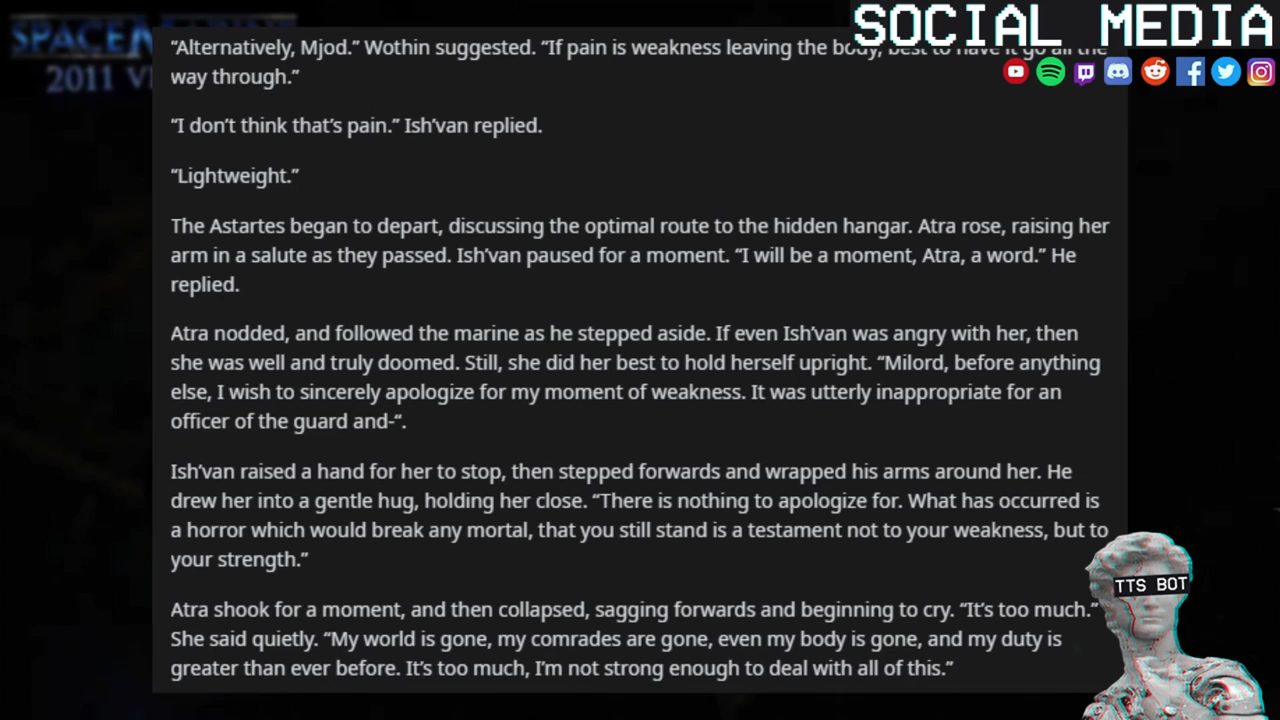 SOCIAL MEDIA
SPACE
2011 VI
“Alternatively, Mjod.” Wothin suggested. “If pain is weakness leaving the body, best to have it go all the
way through.”
“I don’t think that’s pain.” Ish’van replied.
“Lightweight.”
The Astartes began to depart, discussing the optimal route to the hidden hangar. Atra rose, raising her
arm in a salute as they passed. Ish’van paused for a moment. “I will be a moment, Atra, a word.” He
replied.
Atra nodded, and followed the marine as he stepped aside. If even Ish’van was angry with her, then
she was well and truly doomed. Still, she did her best to hold herself upright. “Milord, before anything
else, I wish to sincerely apologize for my moment of weakness. It was utterly inappropriate for an
officer of the guard and-“.
Ish’van raised a hand for her to stop, then stepped forwards and wrapped his arms around her. He
drew her into a gentle hug, holding her close. “There is nothing to apologize for. What has occurred is
a horror which would break any mortal, that you still stand is a testament not to your weakness, but to
your strength.”
Atra shook for a moment, and then collapsed, sagging forwards and beginning to cry. “It’s too much.”
She said quietly. “My world is gone, my comrades are gone, even my body is gone, and my duty is
greater than ever before. It’s too much, I’m not strong enough to deal with all of this.”
TTS BOT